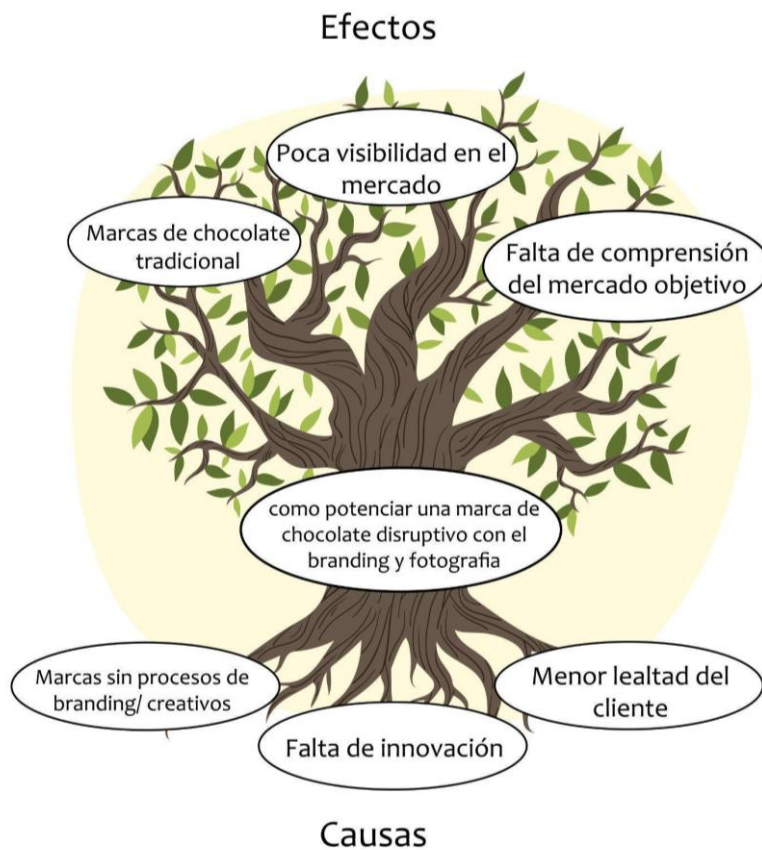 Efectos
Poca visibilidad en el
mercado
Marcas de chocolate
tradicional
Falta de comprensión
del mercado objetivo
como potenciar una marca de
chocolate disruptivo con el
branding y fotografia
Marcas sin procesos de
branding/ creativos
Menor lealtad del
cliente
Falta de innovación
Causas